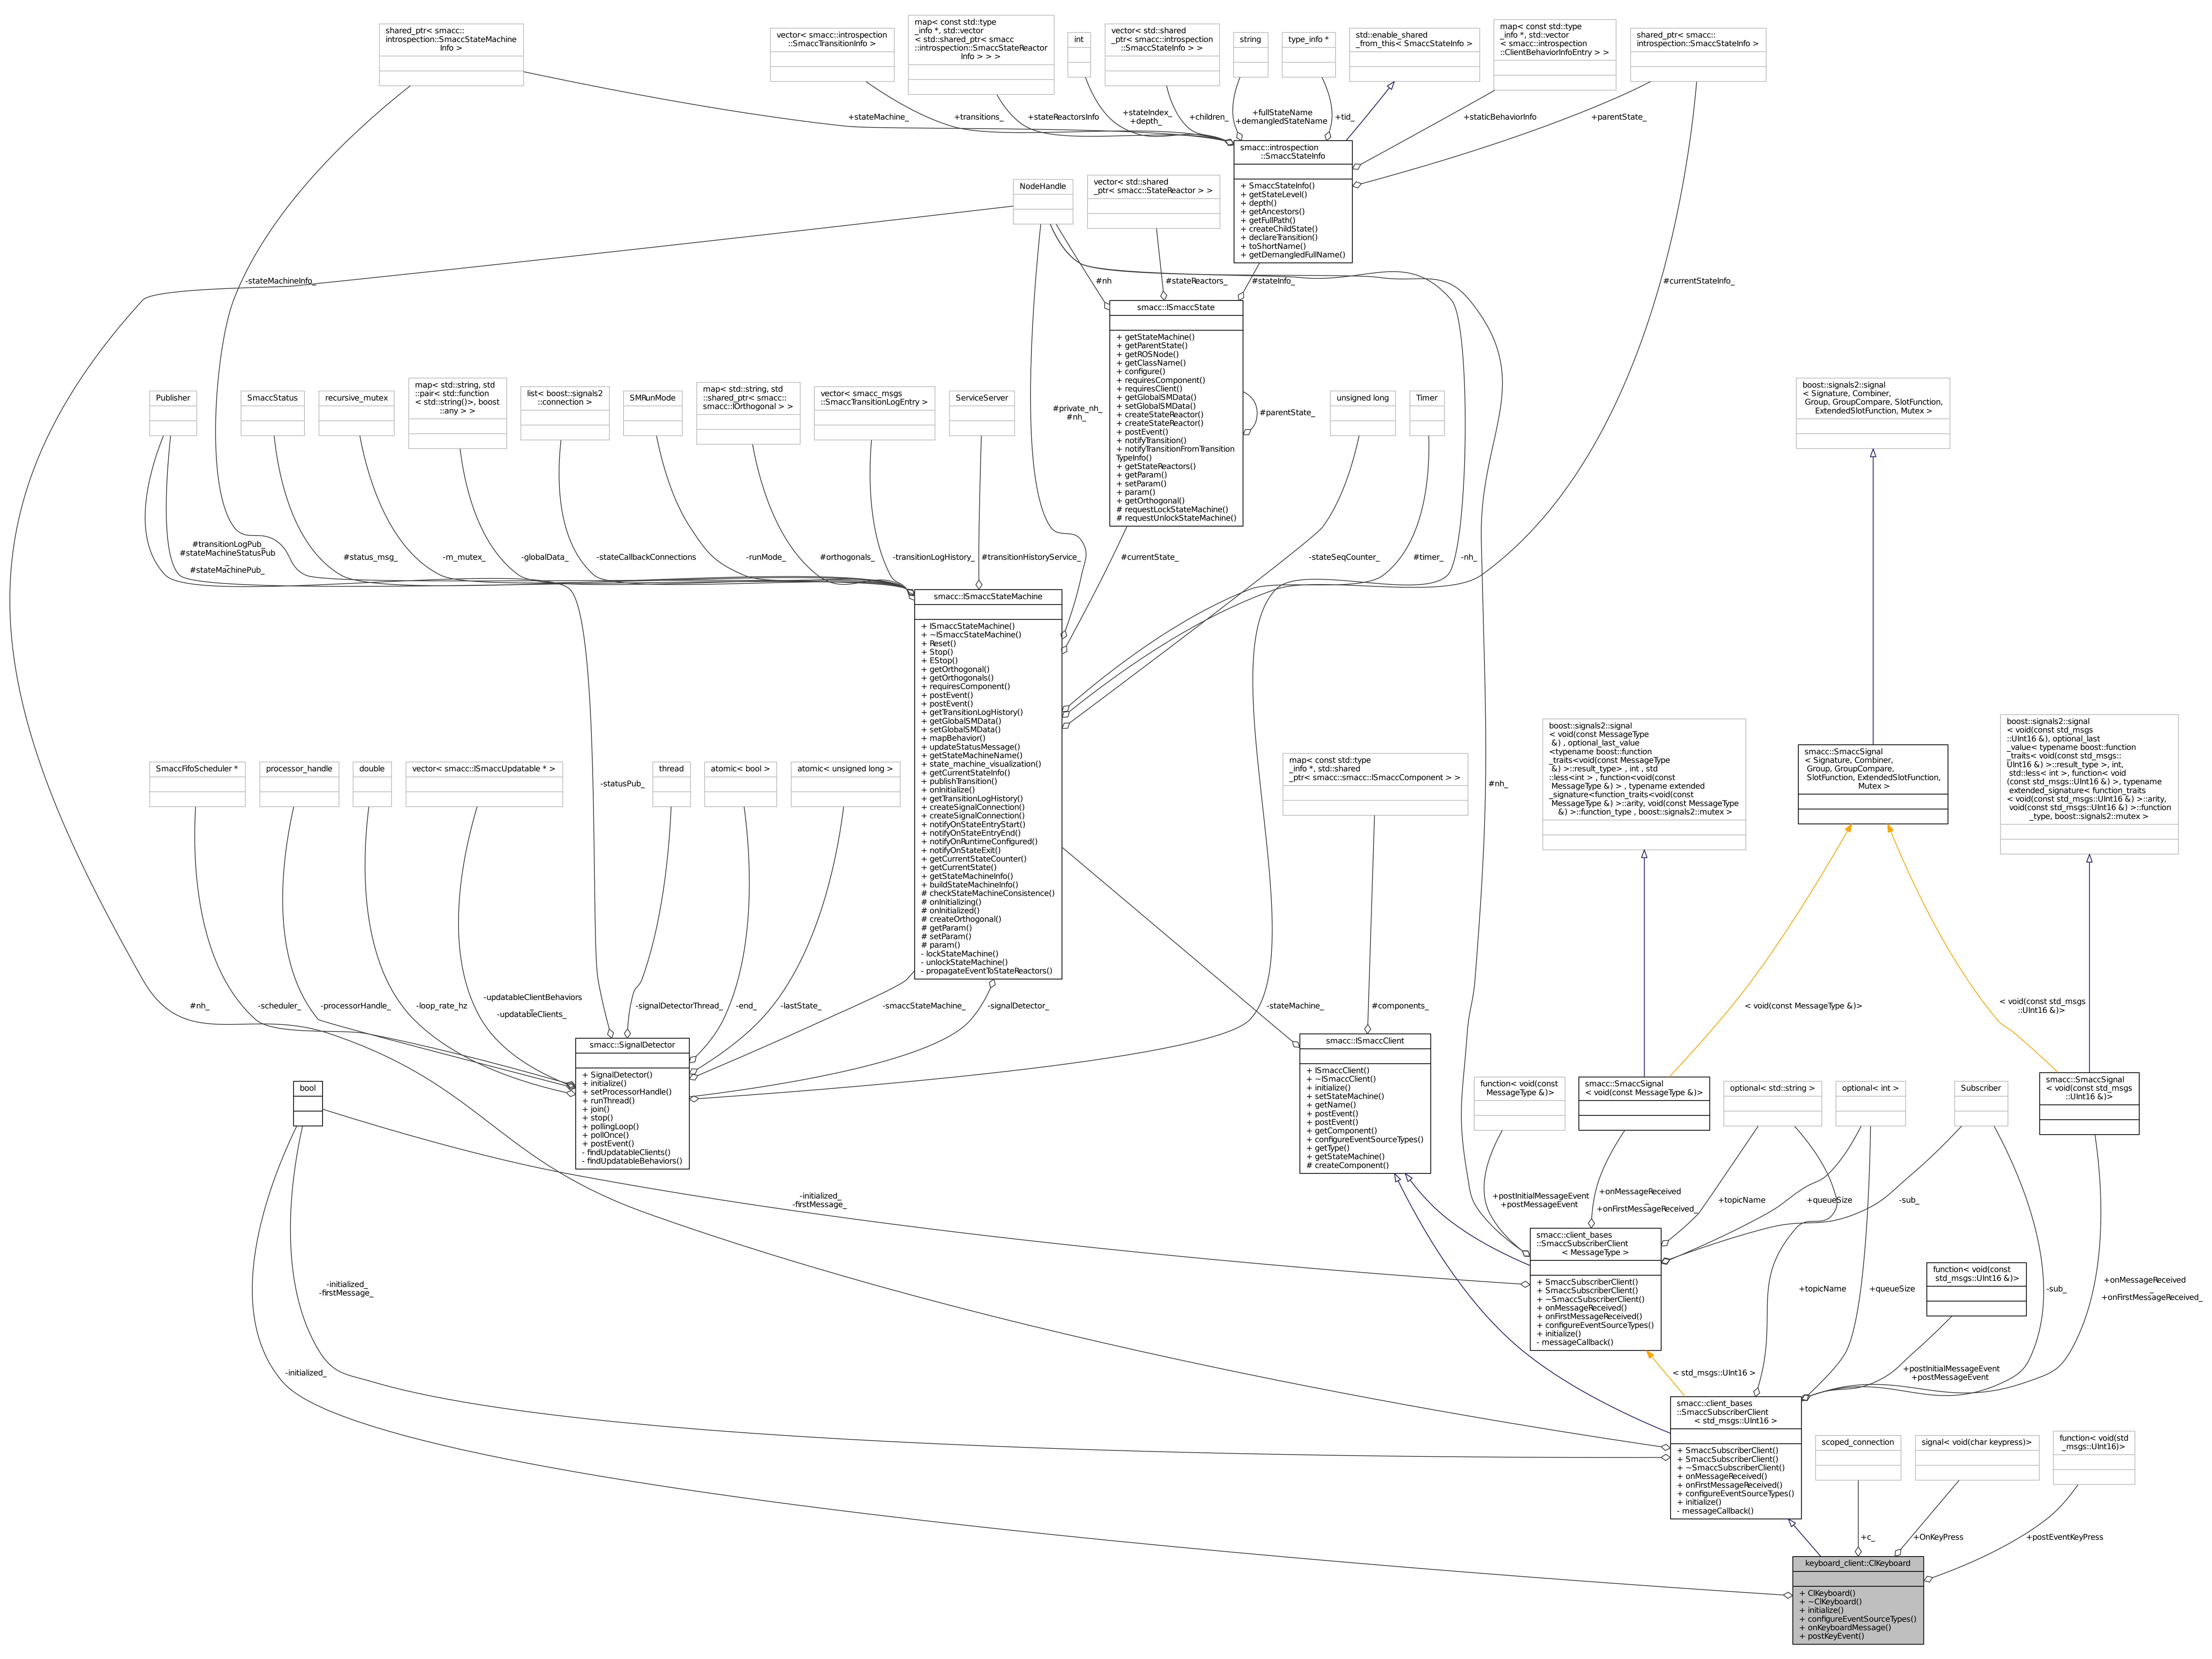 shared_ptr< smacc::
introspection::SmaccStateMachine
Info >
vector< smacc::introspection
::SmaccTransitionInfo >
map< const std::type
_info *, std::vector
< std::shared_ptr< smacc
::introspection::SmaccStateReactor
Info > > >
int
vector< std::shared
_ptr< smacc::introspection
::SmaccStateInfo > >
string
type_info *
std::enable_shared
_from_this< SmaccStateInfo >
map< const std::type
_info *, std::vector
< smacc::introspection
::ClientBehaviorInfoEntry > >
shared_ptr< smacc::
introspection::SmaccStateInfo >
+stateMachine_
+transitions_
+stateReactorsInfo
+stateIndex_
+depth_
+children_
+fullStateName
+demangledStateName
+tid_
+staticBehaviorInfo
+parentState_
smacc::introspection
::SmaccStateInfo
+ SmaccStateInfo()
+ getStateLevel()
+ depth()
+ getAncestors()
+ getFullPath()
+ createChildState()
+ declareTransition()
+ toShortName()
+ getDemangledFullName()
NodeHandle
vector< std::shared
_ptr< smacc::StateReactor > >
-stateMachineInfo_
#nh
#stateReactors_
#stateInfo_
#currentStateInfo_
smacc::ISmaccState
+ getStateMachine()
+ getParentState()
+ getROSNode()
+ getClassName()
+ configure()
+ requiresComponent()
+ requiresClient()
+ getGlobalSMData()
+ setGlobalSMData()
+ createStateReactor()
+ createStateReactor()
+ postEvent()
+ notifyTransition()
+ notifyTransitionFromTransition
TypeInfo()
+ getStateReactors()
+ getParam()
+ setParam()
+ param()
+ getOrthogonal()
# requestLockStateMachine()
# requestUnlockStateMachine()
#parentState_
#private_nh_
#nh_
Publisher
SmaccStatus
recursive_mutex
map< std::string, std
::pair< std::function
< std::string()>, boost
::any > >
list< boost::signals2
::connection >
SMRunMode
map< std::string, std
::shared_ptr< smacc::
smacc::IOrthogonal > >
vector< smacc_msgs
::SmaccTransitionLogEntry >
ServiceServer
unsigned long
Timer
boost::signals2::signal
< Signature, Combiner,
Group, GroupCompare, SlotFunction,
ExtendedSlotFunction, Mutex >
#transitionLogPub_
#stateMachineStatusPub
_
#stateMachinePub_
#status_msg_
-m_mutex_
-globalData_
-stateCallbackConnections
-runMode_
#orthogonals_
-transitionLogHistory_
#transitionHistoryService_
#currentState_
-stateSeqCounter_
#timer_
-nh_
smacc::ISmaccStateMachine
+ ISmaccStateMachine()
+ ~ISmaccStateMachine()
+ Reset()
+ Stop()
+ EStop()
+ getOrthogonal()
+ getOrthogonals()
+ requiresComponent()
+ postEvent()
+ postEvent()
+ getTransitionLogHistory()
+ getGlobalSMData()
+ setGlobalSMData()
+ mapBehavior()
+ updateStatusMessage()
+ getStateMachineName()
+ state_machine_visualization()
+ getCurrentStateInfo()
+ publishTransition()
+ onInitialize()
+ getTransitionLogHistory()
+ createSignalConnection()
+ createSignalConnection()
+ notifyOnStateEntryStart()
+ notifyOnStateEntryEnd()
+ notifyOnRuntimeConfigured()
+ notifyOnStateExit()
+ getCurrentStateCounter()
+ getCurrentState()
+ getStateMachineInfo()
+ buildStateMachineInfo()
# checkStateMachineConsistence()
# onInitializing()
# onInitialized()
# createOrthogonal()
# getParam()
# setParam()
# param()
- lockStateMachine()
- unlockStateMachine()
- propagateEventToStateReactors()
SmaccFifoScheduler *
processor_handle
double
vector< smacc::ISmaccUpdatable * >
-statusPub_
thread
atomic< bool >
atomic< unsigned long >
map< const std::type
_info *, std::shared
_ptr< smacc::smacc::ISmaccComponent > >
#nh_
boost::signals2::signal
< void(const MessageType
&) , optional_last_value
<typename boost::function
_traits<void(const MessageType
&) >::result_type> , int , std
::less<int > , function<void(const
MessageType &) > , typename extended
_signature<function_traits<void(const
MessageType &) >::arity, void(const MessageType
&) >::function_type , boost::signals2::mutex >
smacc::SmaccSignal
< Signature, Combiner,
Group, GroupCompare,
SlotFunction, ExtendedSlotFunction,
Mutex >
boost::signals2::signal
< void(const std_msgs
::UInt16 &), optional_last
_value< typename boost::function
_traits< void(const std_msgs::
UInt16 &) >::result_type >, int,
std::less< int >, function< void
(const std_msgs::UInt16 &) >, typename
extended_signature< function_traits
< void(const std_msgs::UInt16 &) >::arity,
void(const std_msgs::UInt16 &) >::function
_type, boost::signals2::mutex >
#nh_
-scheduler_
-processorHandle_
-loop_rate_hz
-updatableClientBehaviors
_
-updatableClients_
-signalDetectorThread_
-end_
-lastState_
-smaccStateMachine_
-signalDetector_
-stateMachine_
#components_
< void(const MessageType &)>
< void(const std_msgs
::UInt16 &)>
smacc::SignalDetector
+ SignalDetector()
+ initialize()
+ setProcessorHandle()
+ runThread()
+ join()
+ stop()
+ pollingLoop()
+ pollOnce()
+ postEvent()
- findUpdatableClients()
- findUpdatableBehaviors()
smacc::ISmaccClient
+ ISmaccClient()
+ ~ISmaccClient()
+ initialize()
+ setStateMachine()
+ getName()
+ postEvent()
+ postEvent()
+ getComponent()
+ configureEventSourceTypes()
+ getType()
+ getStateMachine()
# createComponent()
bool
function< void(const
MessageType &)>
smacc::SmaccSignal
< void(const MessageType &)>
optional< std::string >
optional< int >
Subscriber
smacc::SmaccSignal
< void(const std_msgs
::UInt16 &)>
-initialized_
-firstMessage_
+postInitialMessageEvent
+postMessageEvent
+onMessageReceived
_
+onFirstMessageReceived_
+topicName
+queueSize
-sub_
smacc::client_bases
::SmaccSubscriberClient
< MessageType >
+ SmaccSubscriberClient()
+ SmaccSubscriberClient()
+ ~SmaccSubscriberClient()
+ onMessageReceived()
+ onFirstMessageReceived()
+ configureEventSourceTypes()
+ initialize()
- messageCallback()
function< void(const
std_msgs::UInt16 &)>
-initialized_
-firstMessage_
+topicName
+queueSize
-sub_
+onMessageReceived
_
+onFirstMessageReceived_
-initialized_
< std_msgs::UInt16 >
+postInitialMessageEvent
+postMessageEvent
smacc::client_bases
::SmaccSubscriberClient
< std_msgs::UInt16 >
+ SmaccSubscriberClient()
+ SmaccSubscriberClient()
+ ~SmaccSubscriberClient()
+ onMessageReceived()
+ onFirstMessageReceived()
+ configureEventSourceTypes()
+ initialize()
- messageCallback()
scoped_connection
signal< void(char keypress)>
function< void(std
_msgs::UInt16)>
+c_
+OnKeyPress
+postEventKeyPress
keyboard_client::ClKeyboard
+ ClKeyboard()
+ ~ClKeyboard()
+ initialize()
+ configureEventSourceTypes()
+ onKeyboardMessage()
+ postKeyEvent()